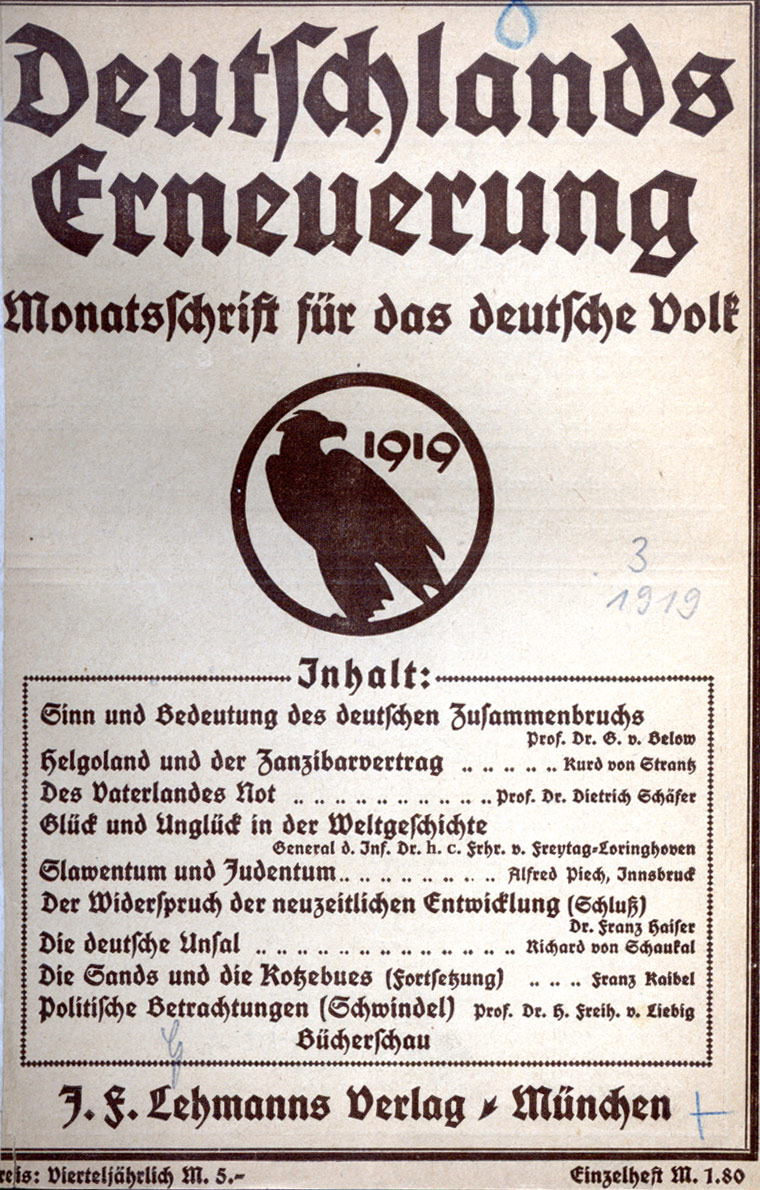 Deutschlands
Erneuerung
Monatsschrift für das deutsche Volk
1919
3
1919
Inhalt:
Sinn und Bedeutung des deutschen Zusammenbruchs
Prof. Dr. G. v. Below
Helgoland und der Zanzibarvertrag .. .. .. .. .. Kurd von Strantz
Des Vaterlandes Not .. .. .. .. .. .. .. .. .. .. Prof. Dr. Dietrich Schäfer
Glück und Unglück in der Weltgeschichte
General d. Inf. Dr. h. c. Frhr. v. Freytag-Loringhoven
Slawentum und Judentum .. .. .. .. .. .. .. .. Alfred Piech, Innsbruck
Der Widerspruch der neuzeitlichen Entwicklung (Schluß)
Dr. Franz Haiser
Die deutsche Unsal .. .. .. .. .. .. .. .. .. .. .. .. .. Richard von Schaukal
Die Sands und die Kotzebues (Fortsetzung) .. .. .. Franz Kaibel
Politische Betrachtungen (Schwindel) Prof. Dr. H. Freih. v. Liebig
Bücherschau
J. F. Lehmanns Verlag München
reis: Vierteljährlich M. 5.- Einzelheft M. 1.80